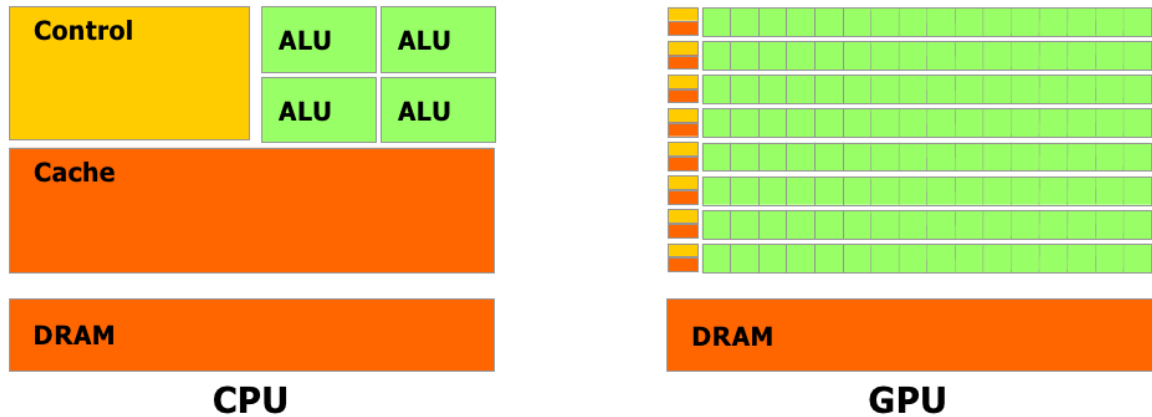 Control
ALU ALU
ALU ALU
Cache
DRAM
CPU
DRAM
GPU